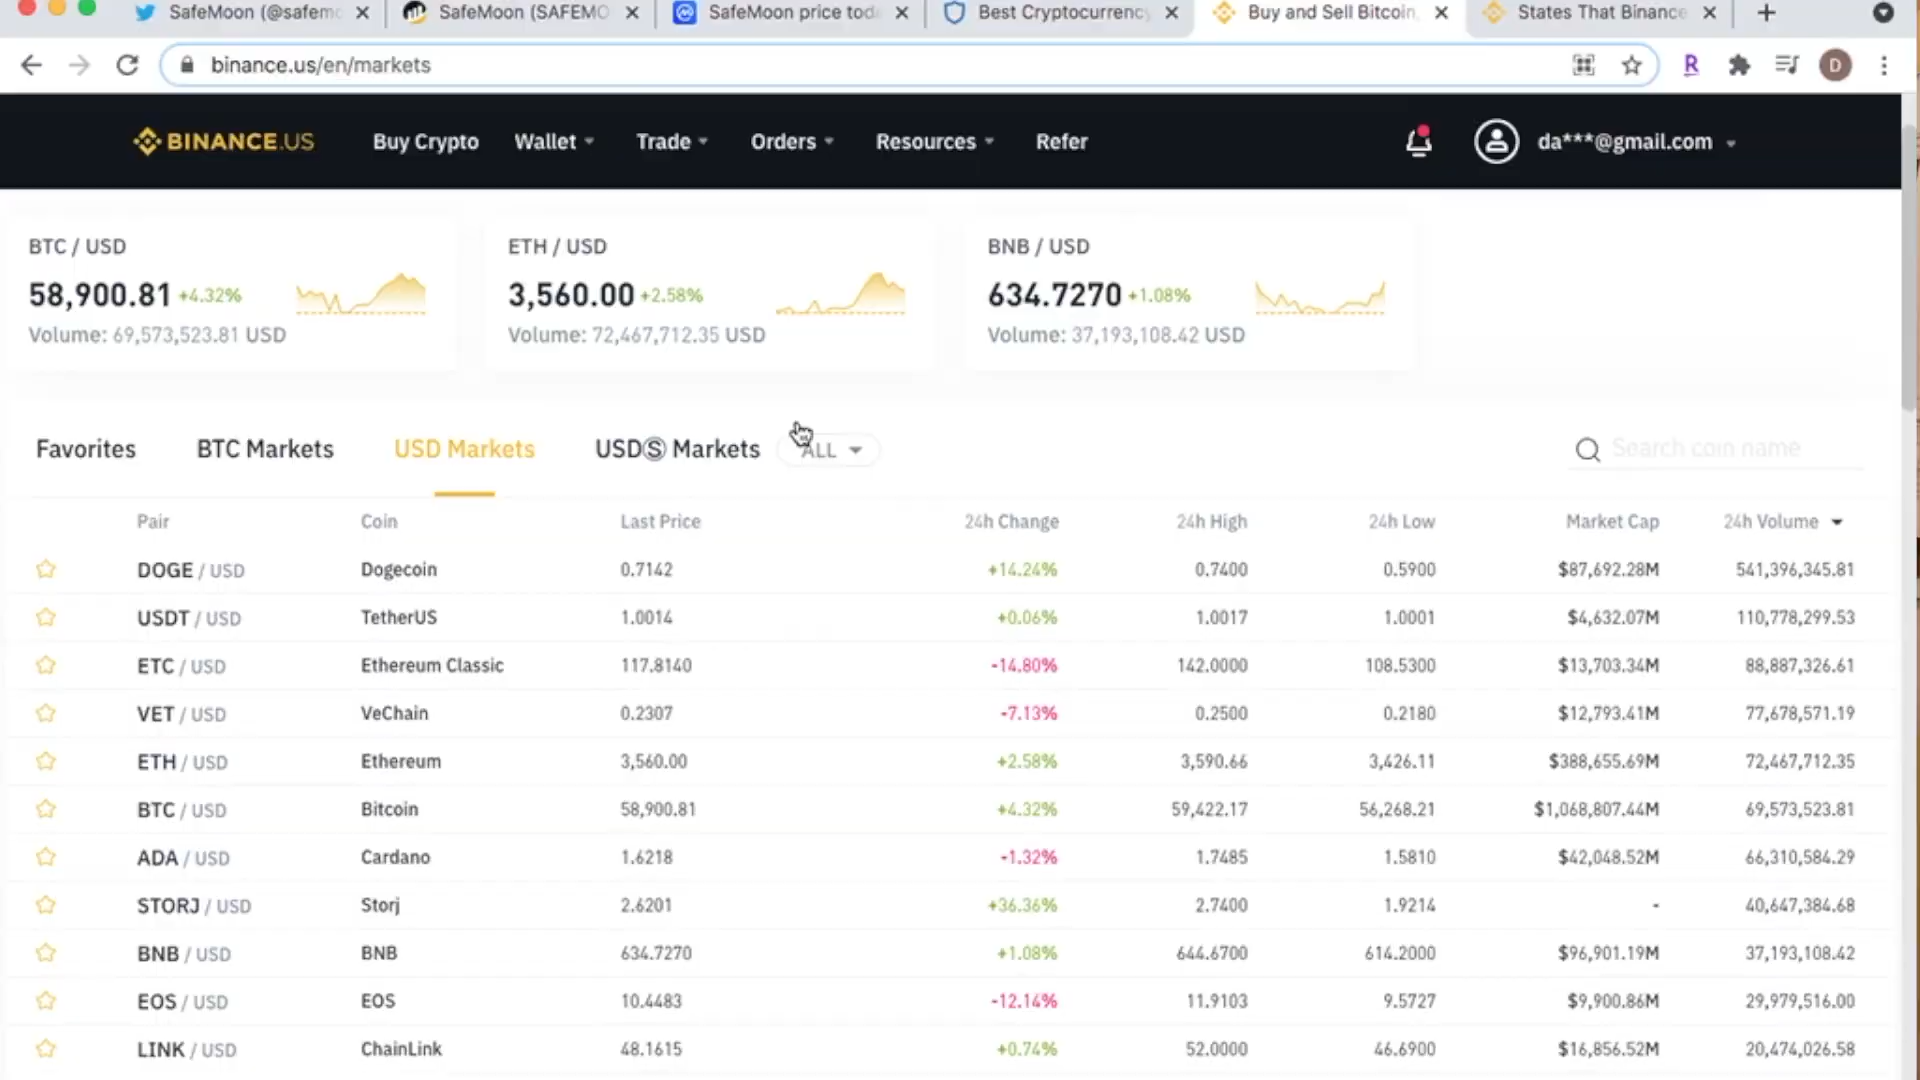 SafeMoon (@safem
SafeMoon (SAFEMO
SafeMoon price tod
Best Cryptocurrency
Buy and Sell Bitcoin,
States That Binance
binance.us/en/markets
R
D
BINANCE.US
Buy Crypto
Wallet
Trade
Orders
Resources
Refer
da***@gmail.com
BTC / USD
58,900.81 +4.32%
Volume: 69,573,523.81 USD
ETH / USD
3,560.00 +2.58%
Volume: 72,467,712.35 USD
BNB / USD
634.7270 +1.08%
Volume: 37,193,108.42 USD
Favorites BTC Markets USD Markets USDⓈ Markets ALL Search coin name
Pair Coin Last Price 24h Change 24h High 24h Low Market Cap 24h Volume
DOGE / USD Dogecoin 0.7142 +14.24% 0.7400 0.5900 $87,692.28M 541,396,345.81
USDT / USD TetherUS 1.0014 +0.06% 1.0017 1.0001 $4,632.07M 110,778,299.53
ETC / USD Ethereum Classic 117.8140 -14.80% 142.0000 108.5300 $13,703.34M 88,887,326.61
VET / USD VeChain 0.2307 -7.13% 0.2500 0.2180 $12,793.41M 77,678,571.19
ETH / USD Ethereum 3,560.00 +2.58% 3,590.66 3,426.11 $388,655.69M 72,467,712.35
BTC / USD Bitcoin 58,900.81 +4.32% 59,422.17 56,268.21 $1,068,807.44M 69,573,523.81
ADA / USD Cardano 1.6218 -1.32% 1.7485 1.5810 $42,048.52M 66,310,584.29
STORJ / USD Storj 2.6201 +36.36% 2.7400 1.9214 - 40,647,384.68
BNB / USD BNB 634.7270 +1.08% 644.6700 614.2000 $96,901.19M 37,193,108.42
EOS / USD EOS 10.4483 -12.14% 11.9103 9.5727 $9,900.86M 29,979,516.00
LINK / USD ChainLink 48.1615 +0.74% 52.0000 46.6900 $16,856.52M 20,474,026.58